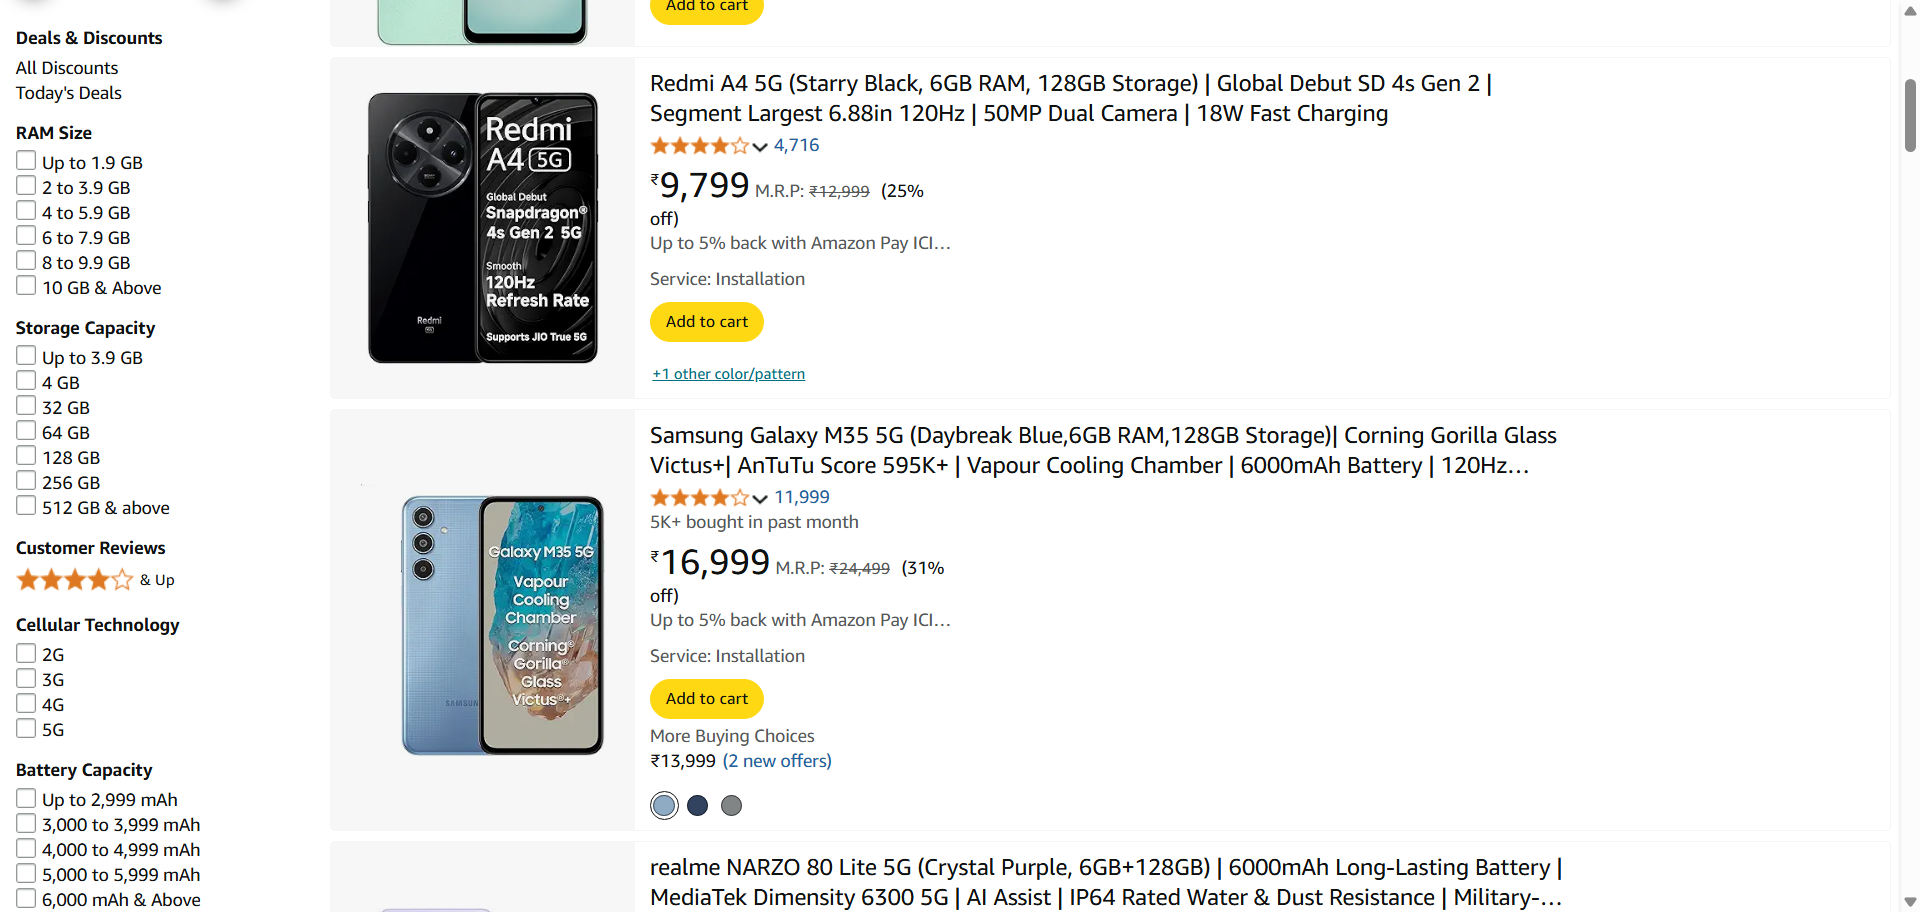 Deals & Discounts
All Discounts
Today's Deals
RAM Size
Up to 1.9 GB
2 to 3.9 GB
4 to 5.9 GB
6 to 7.9 GB
8 to 9.9 GB
10 GB & Above
Storage Capacity
Up to 3.9 GB
4 GB
32 GB
64 GB
128 GB
256 GB
512 GB & above
Customer Reviews
& Up
Cellular Technology
2G
3G
4G
5G
Battery Capacity
Up to 2,999 mAh
3,000 to 3,999 mAh
4,000 to 4,999 mAh
5,000 to 5,999 mAh
6,000 mAh & Above
Add to cart
Redmi
A4 5G
Global Debut
Snapdragon®
4s Gen 2 5G
Smooth
120Hz
Refresh Rate
Supports JIO True 5G
Redmi
5G
Redmi A4 5G (Starry Black, 6GB RAM, 128GB Storage) | Global Debut SD 4s Gen 2 |
Segment Largest 6.88in 120Hz | 50MP Dual Camera | 18W Fast Charging
4,716
₹9,799 M.R.P: ₹12,999 (25%
off)
Up to 5% back with Amazon Pay ICI…
Service: Installation
Add to cart
+1 other color/pattern
Galaxy M35 5G
Vapour
Cooling
Chamber
Corning®
Gorilla®
Glass
Victus®+
SAMSUN
Samsung Galaxy M35 5G (Daybreak Blue,6GB RAM,128GB Storage)| Corning Gorilla Glass
Victus+| AnTuTu Score 595K+ | Vapour Cooling Chamber | 6000mAh Battery | 120Hz…
11,999
5K+ bought in past month
₹16,999 M.R.P: ₹24,499 (31%
off)
Up to 5% back with Amazon Pay ICI…
Service: Installation
Add to cart
More Buying Choices
₹13,999 (2 new offers)
realme NARZO 80 Lite 5G (Crystal Purple, 6GB+128GB) | 6000mAh Long-Lasting Battery |
MediaTek Dimensity 6300 5G | AI Assist | IP64 Rated Water & Dust Resistance | Military-…